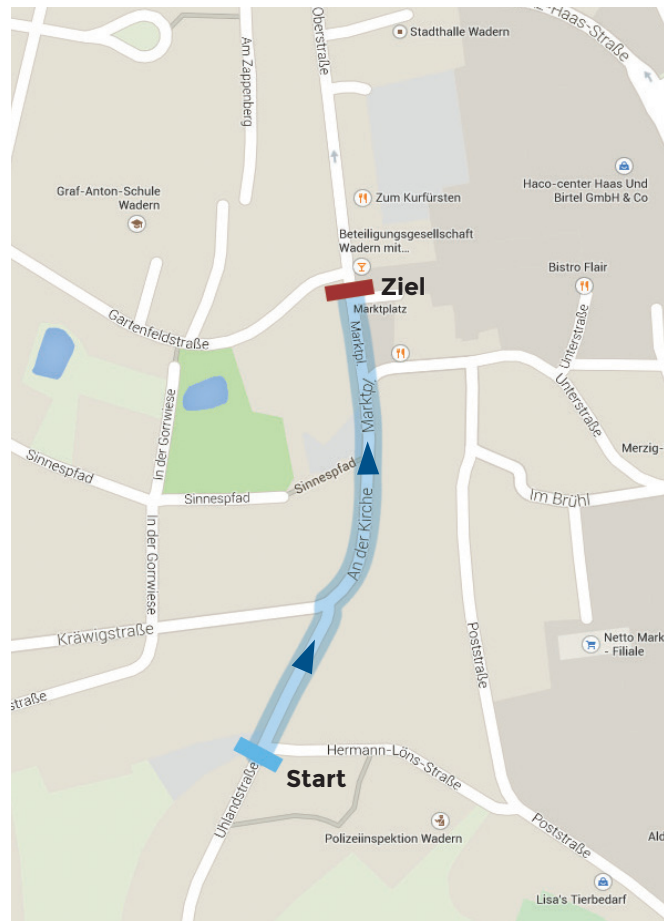 Oberstraße
Stadthalle Wadern
-Haas-Straße
Am Zappenberg
Graf-Anton-Schule
Wadern
Zum Kurfürsten
Haco-center Haas Und
Birtel GmbH & Co
Beteiligungsgesellschaft
Wadern mit...
Bistro Flair
Ziel
Marktplatz
Gartenfeldstraße
Marktpl
Unterstraße
Marktpl
Unterstraße
In der Gorrwiese
Merzig-
Sinnespfad
Sinnespfad
Sinnespfad
Im Brühl
An der Kirche
In der Gorrwiese
Kräwigstraße
Poststraße
Netto Mark
- Filiale
straße
Hermann-Löns-Straße
Start
Uhlandstraße
Polizeiinspektion Wadern
Poststraße
Ald
Lisa's Tierbedarf